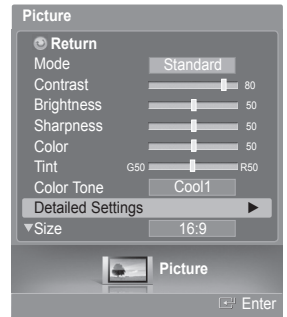 Picture
Return
Mode Standard
Contrast 80
Brightness 50
Sharpness 50
Color 50
Tint G50 R50
Color Tone Cool1
Detailed Settings ►
▼Size 16:9
Picture
Enter